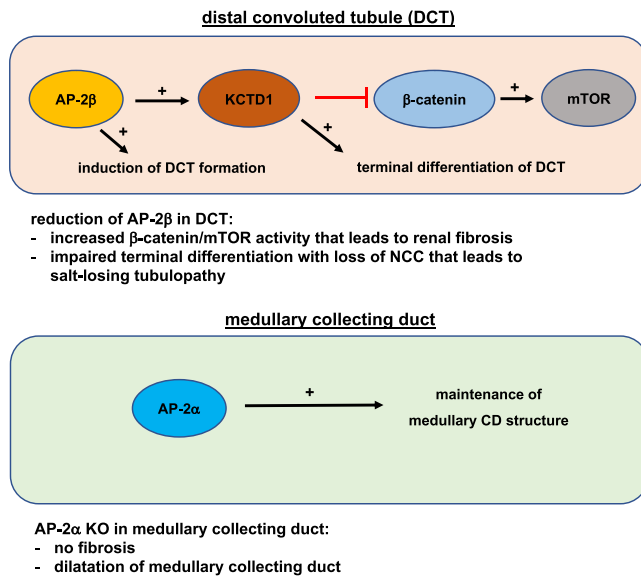 distal convoluted tubule (DCT)
AP-2β
+
KCTD1
β-catenin
+
mTOR
+
+
induction of DCT formation
terminal differentiation of DCT
reduction of AP-2β in DCT:
- increased β-catenin/mTOR activity that leads to renal fibrosis
- impaired terminal differentiation with loss of NCC that leads to
salt-losing tubulopathy
medullary collecting duct
AP-2α
+
maintenance of
medullary CD structure
AP-2α KO in medullary collecting duct:
- no fibrosis
- dilatation of medullary collecting duct